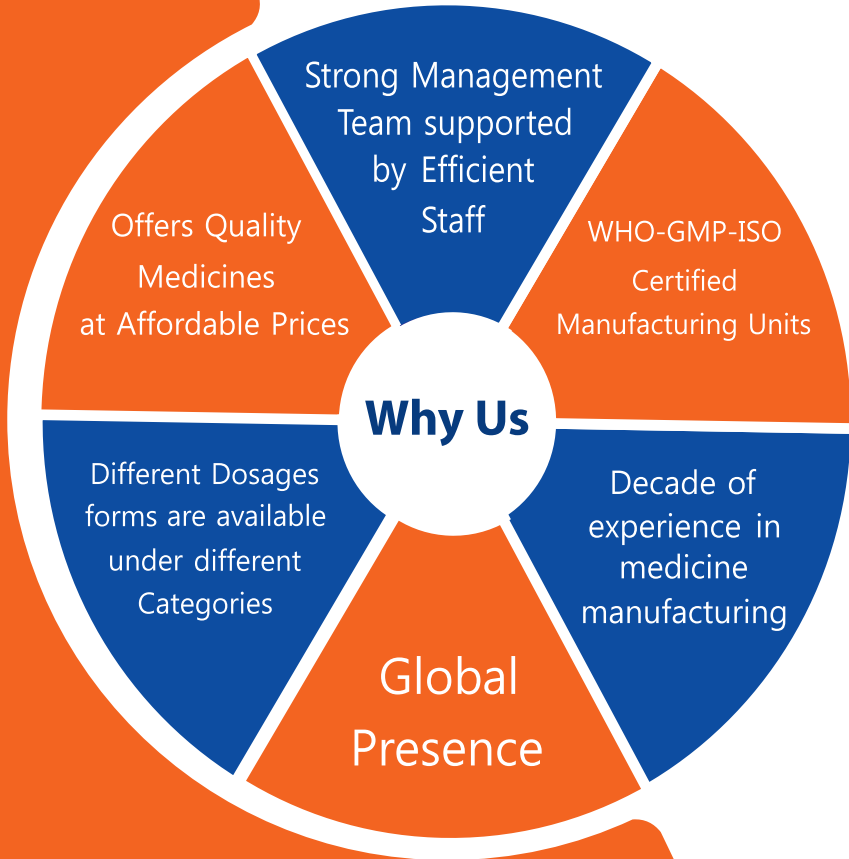 Strong Management
Team supported
by Efficient
Staff
WHO-GMP-ISO
Certified
Manufacturing Units
Decade of
experience in
medicine
manufacturing
Global
Presence
Different Dosages
forms are available
under different
Categories
Offers Quality
Medicines
at Affordable Prices
Why Us